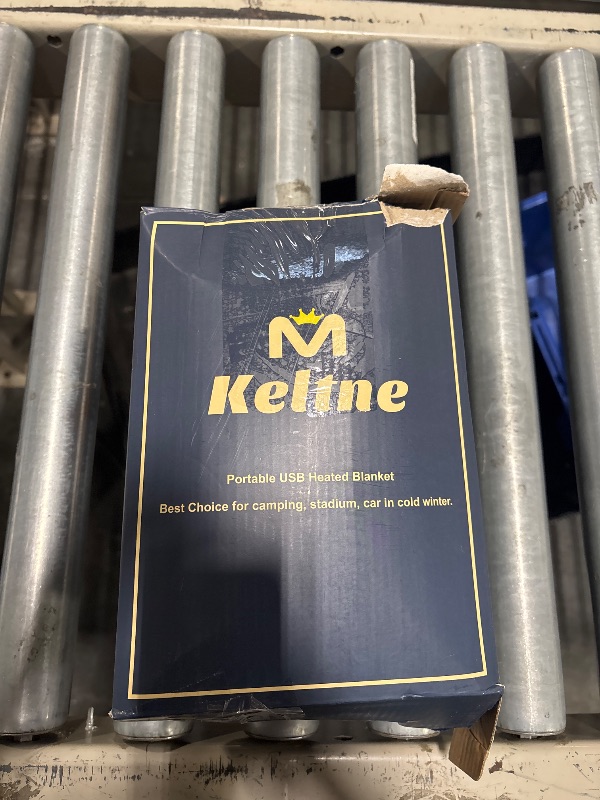 M
Keltne
Portable USB Heated Blanket
Best Choice for camping, stadium, car in cold winter.